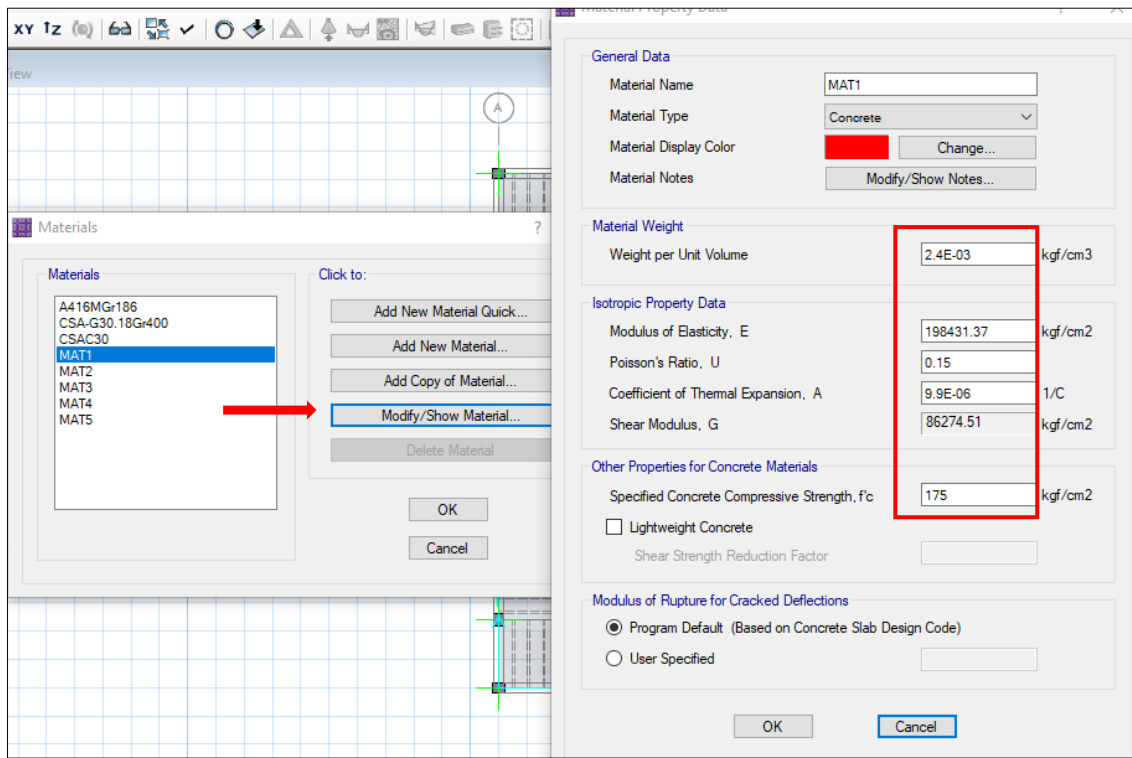 XY
iew
A
Materials
?
Materials
A416MGr186
CSA-G30.18Gr400
CSAC30
MAT1
MAT2
MAT3
MAT4
MAT5
Click to:
Add New Material Quick...
Add New Material...
Add Copy of Material...
Modify/Show Material...
Delete Material
OK
Cancel
Material Property Data
General Data
Material Name MAT1
Material Type Concrete
Material Display Color Change...
Material Notes Modify/Show Notes...
Material Weight
Weight per Unit Volume 2.4E-03 kgf/cm3
Isotropic Property Data
Modulus of Elasticity, E 198431.37 kgf/cm2
Poisson's Ratio, U 0.15
Coefficient of Thermal Expansion, A 9.9E-06 1/C
Shear Modulus, G 86274.51 kgf/cm2
Other Properties for Concrete Materials
Specified Concrete Compressive Strength, f'c 175 kgf/cm2
Lightweight Concrete
Shear Strength Reduction Factor
Modulus of Rupture for Cracked Deflections
Program Default (Based on Concrete Slab Design Code)
User Specified
OK Cancel